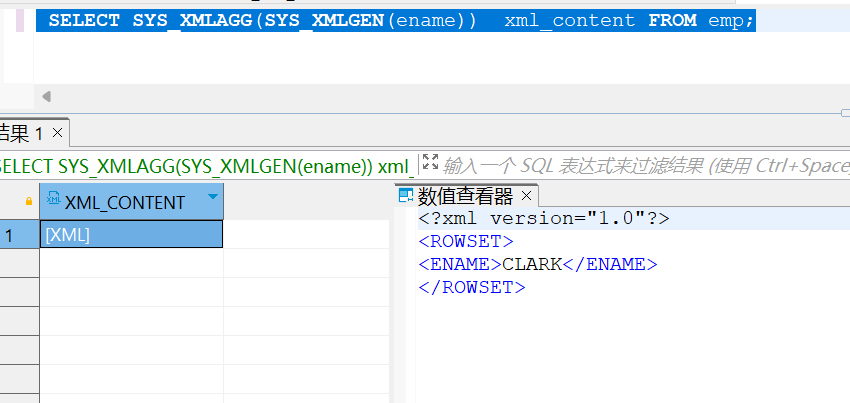 SELECT SYS_XMLAGG(SYS_XMLGEN(ename))  xml_content FROM emp;
结果 1
SELECT SYS_XMLAGG(SYS_XMLGEN(ename)) xml_
输入一个 SQL 表达式来过滤结果 (使用 Ctrl+Space)
XML_CONTENT
数值查看器
1
[XML]
<?xml version="1.0"?>
<ROWSET>
<ENAME>CLARK</ENAME>
</ROWSET>